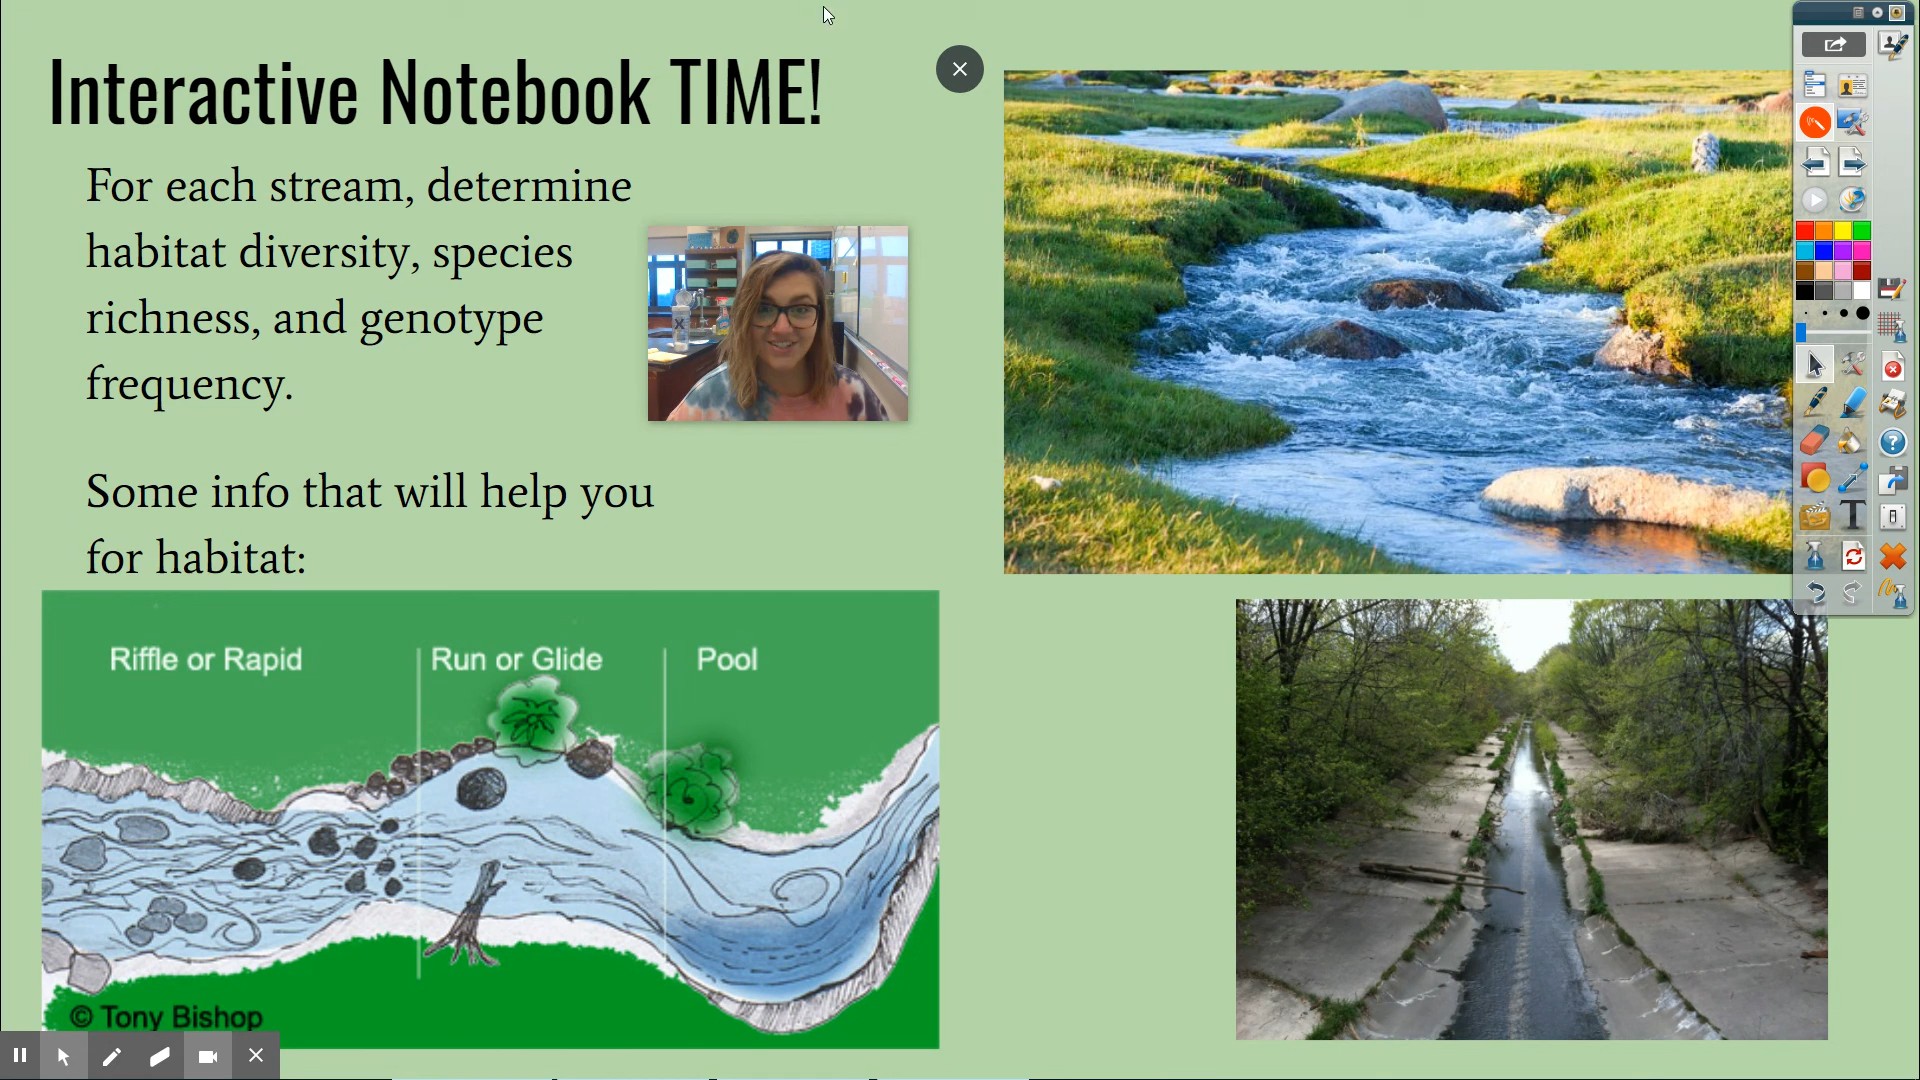 Interactive Notebook TIME!
For each stream, determine
habitat diversity, species
richness, and genotype
frequency.
Some info that will help you
for habitat:
Riffle or Rapid
Run or Glide
Pool
© Tony Bishop